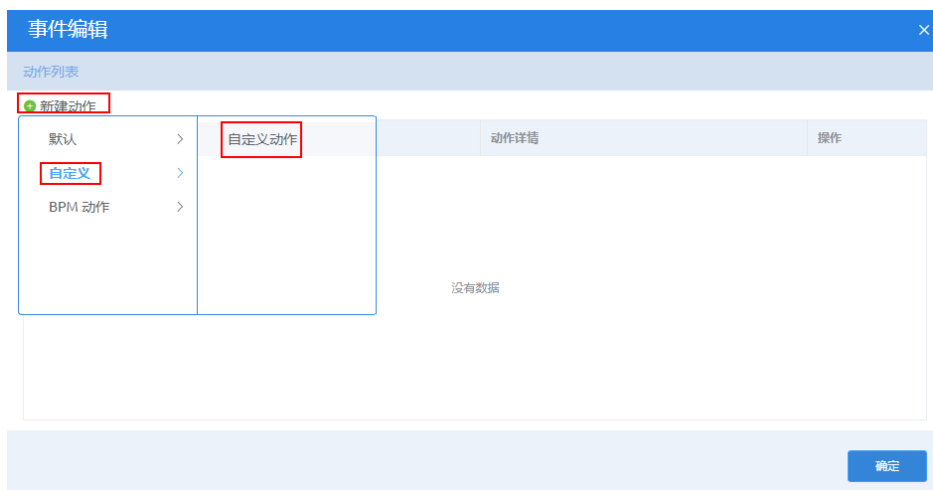 事件编辑
动作列表
新建动作
默认 自定义动作 动作详情 操作
自定义
BPM 动作
没有数据
确定